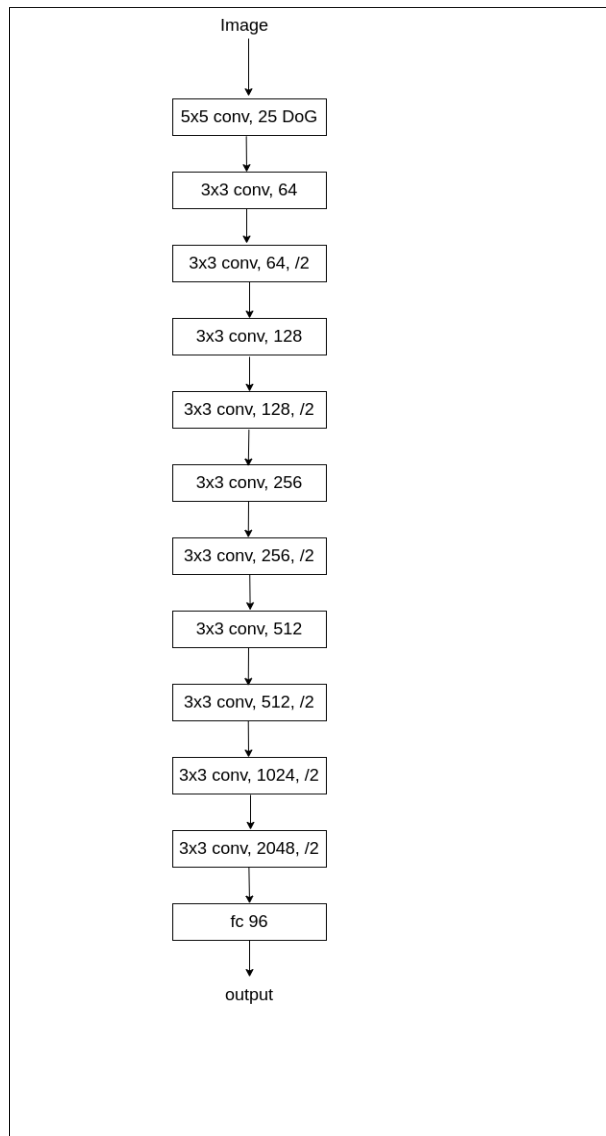 Image
5x5 conv, 25 DoG
3x3 conv, 64
3x3 conv, 64, /2
3x3 conv, 128
3x3 conv, 128, /2
3x3 conv, 256
3x3 conv, 256, /2
3x3 conv, 512
3x3 conv, 512, /2
3x3 conv, 1024, /2
3x3 conv, 2048, /2
fc 96
output